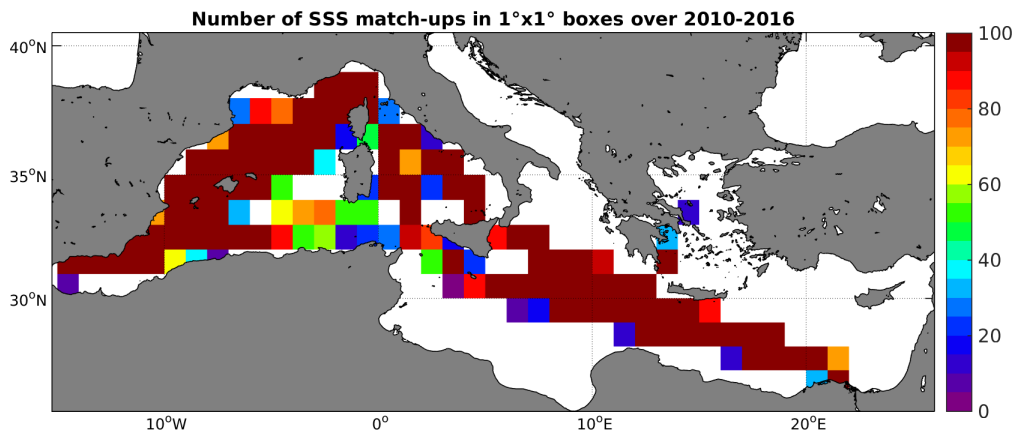 Number of SSS match-ups in 1°x1° boxes over 2010-2016
40°N
35°N
30°N
10°W
0°
10°E
20°E
100
80
60
40
20
0